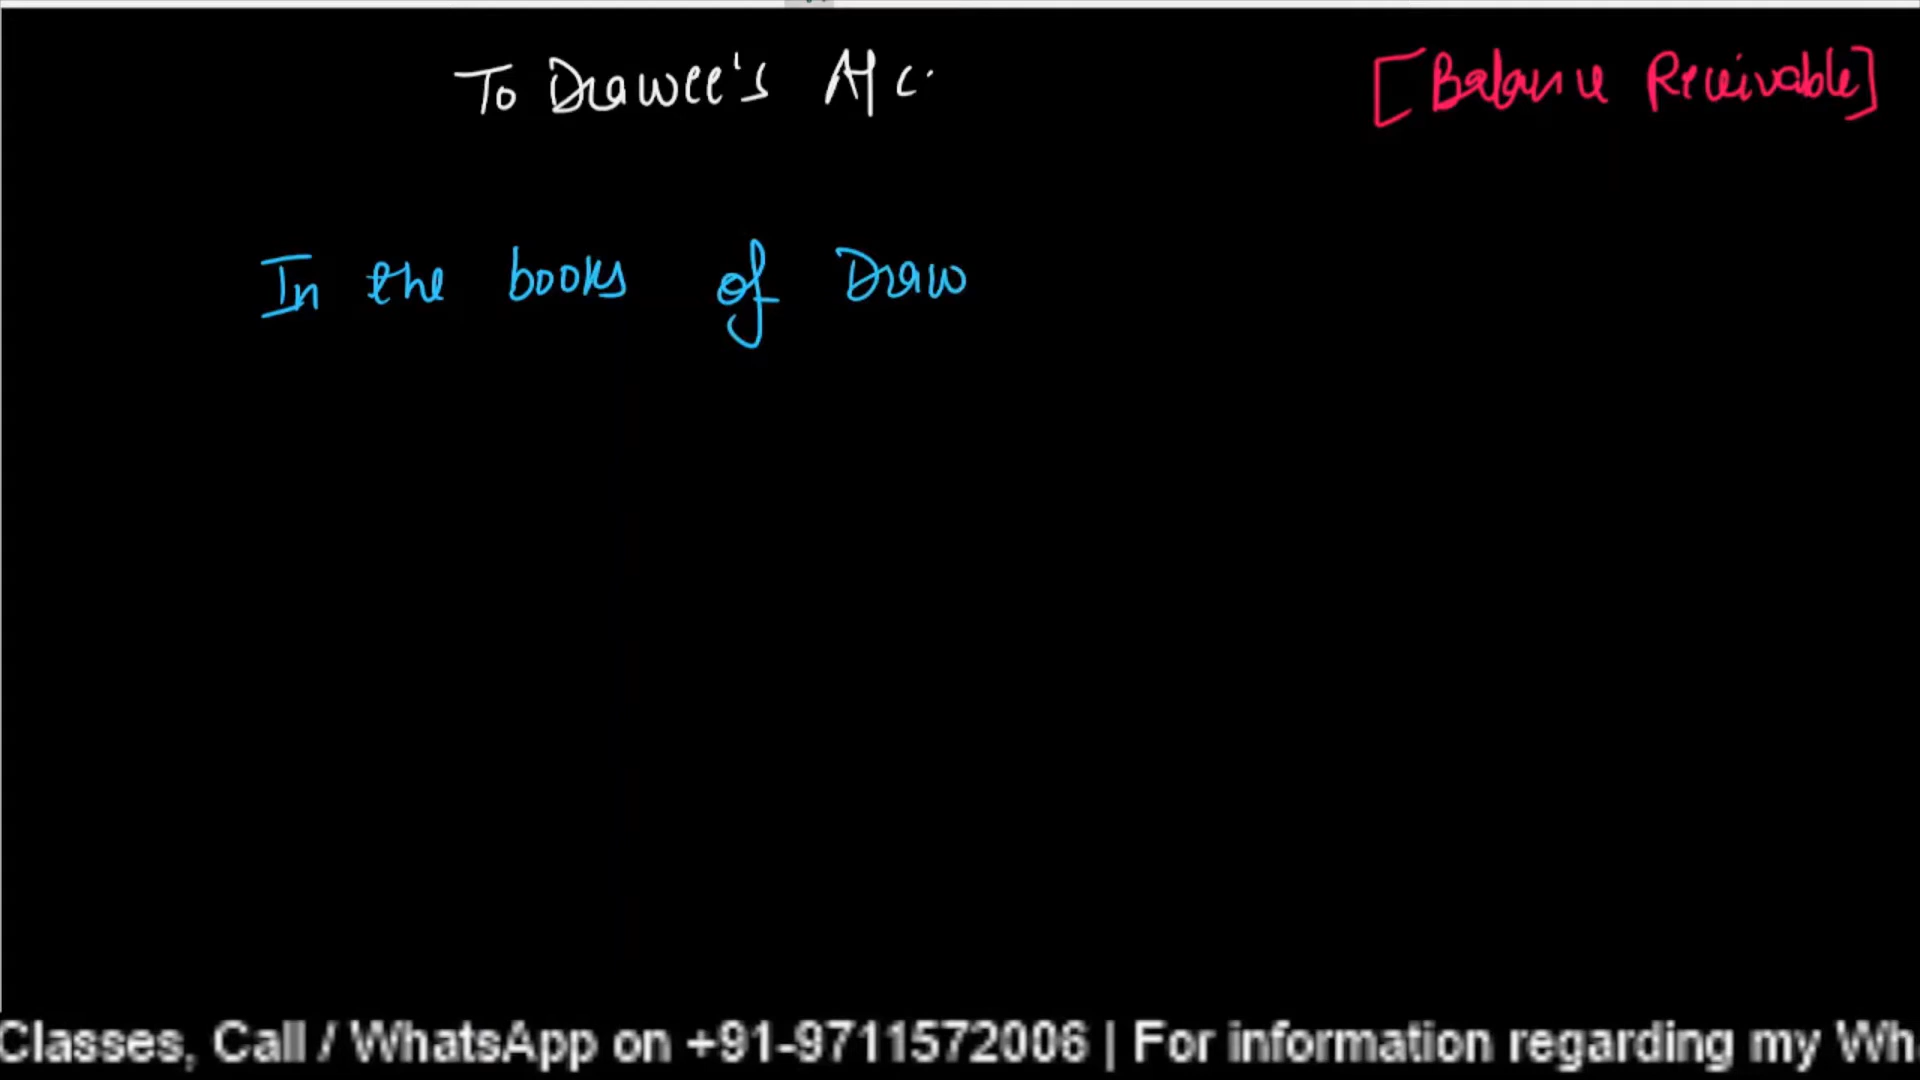 To Drawee's A/c. [Balance Receivable]
In the books of Draw
Classes, Call / WhatsApp on +91-9711572006 | For information regarding my Wh